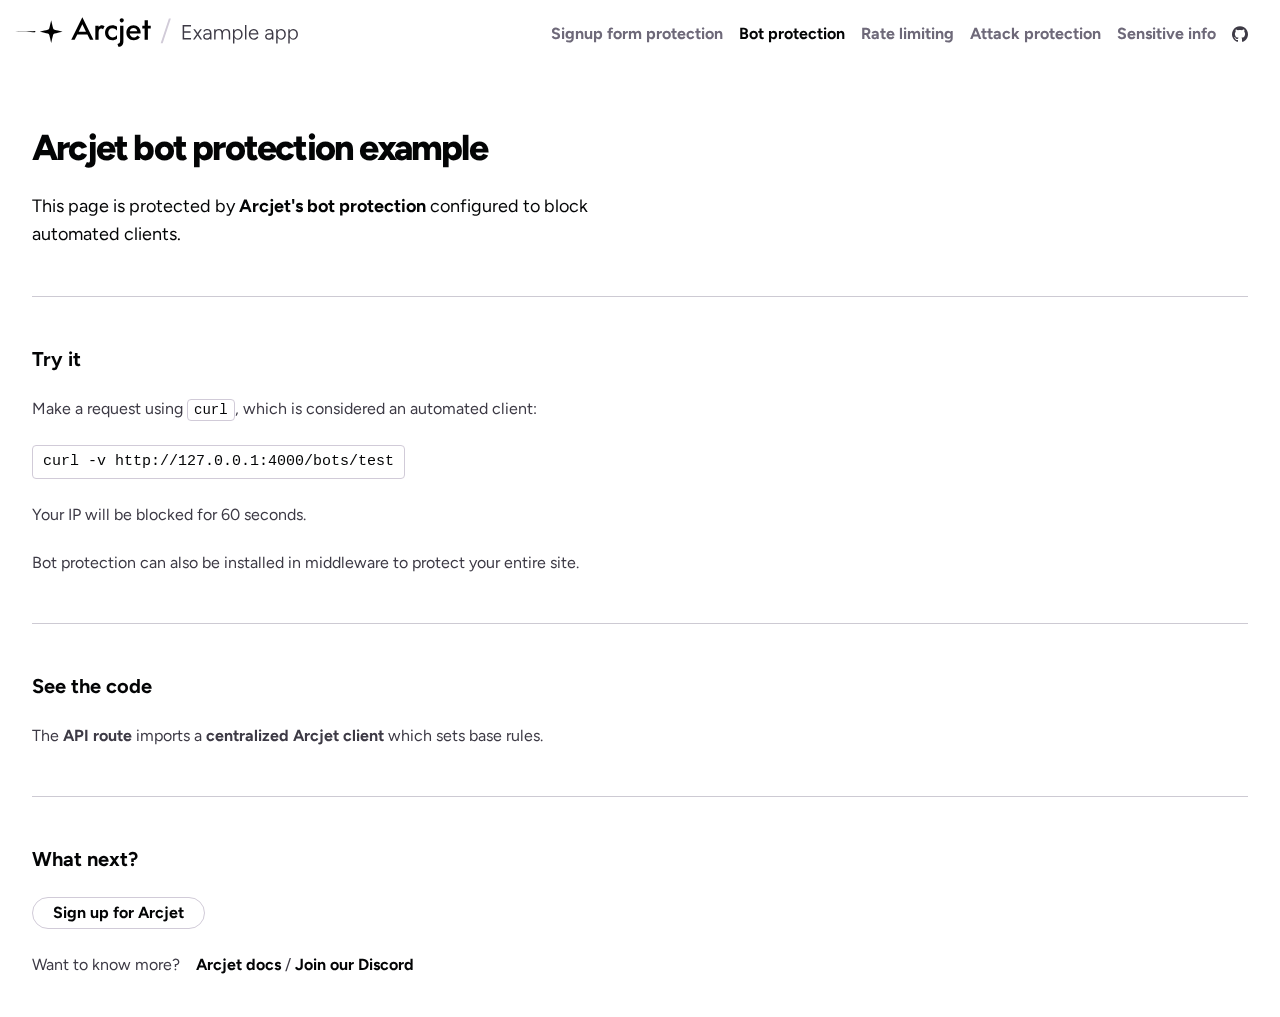 Arcjet / Example app
Signup form protection Bot protection Rate limiting Attack protection Sensitive info
Arcjet bot protection example
This page is protected by Arcjet's bot protection configured to block
automated clients.
Try it
Make a request using curl, which is considered an automated client:
curl -v http://127.0.0.1:4000/bots/test
Your IP will be blocked for 60 seconds.
Bot protection can also be installed in middleware to protect your entire site.
See the code
The API route imports a centralized Arcjet client which sets base rules.
What next?
Sign up for Arcjet
Want to know more? Arcjet docs / Join our Discord